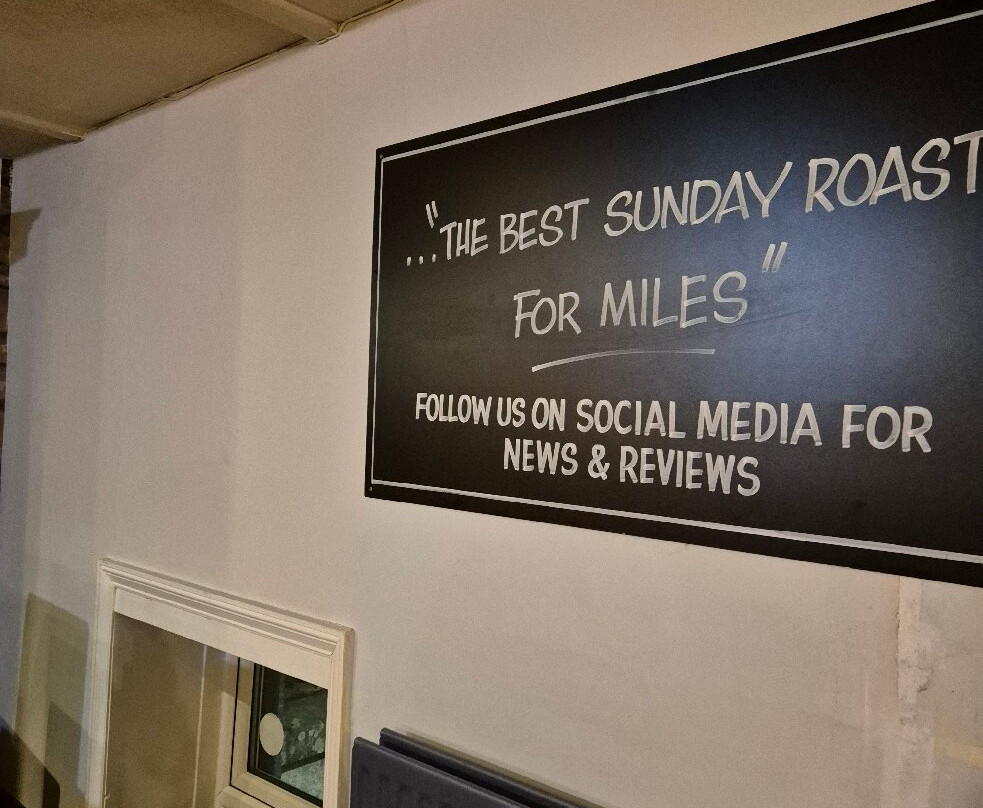 ..."THE BEST SUNDAY ROAST
FOR MILES"
FOLLOW US ON SOCIAL MEDIA FOR
NEWS & REVIEWS